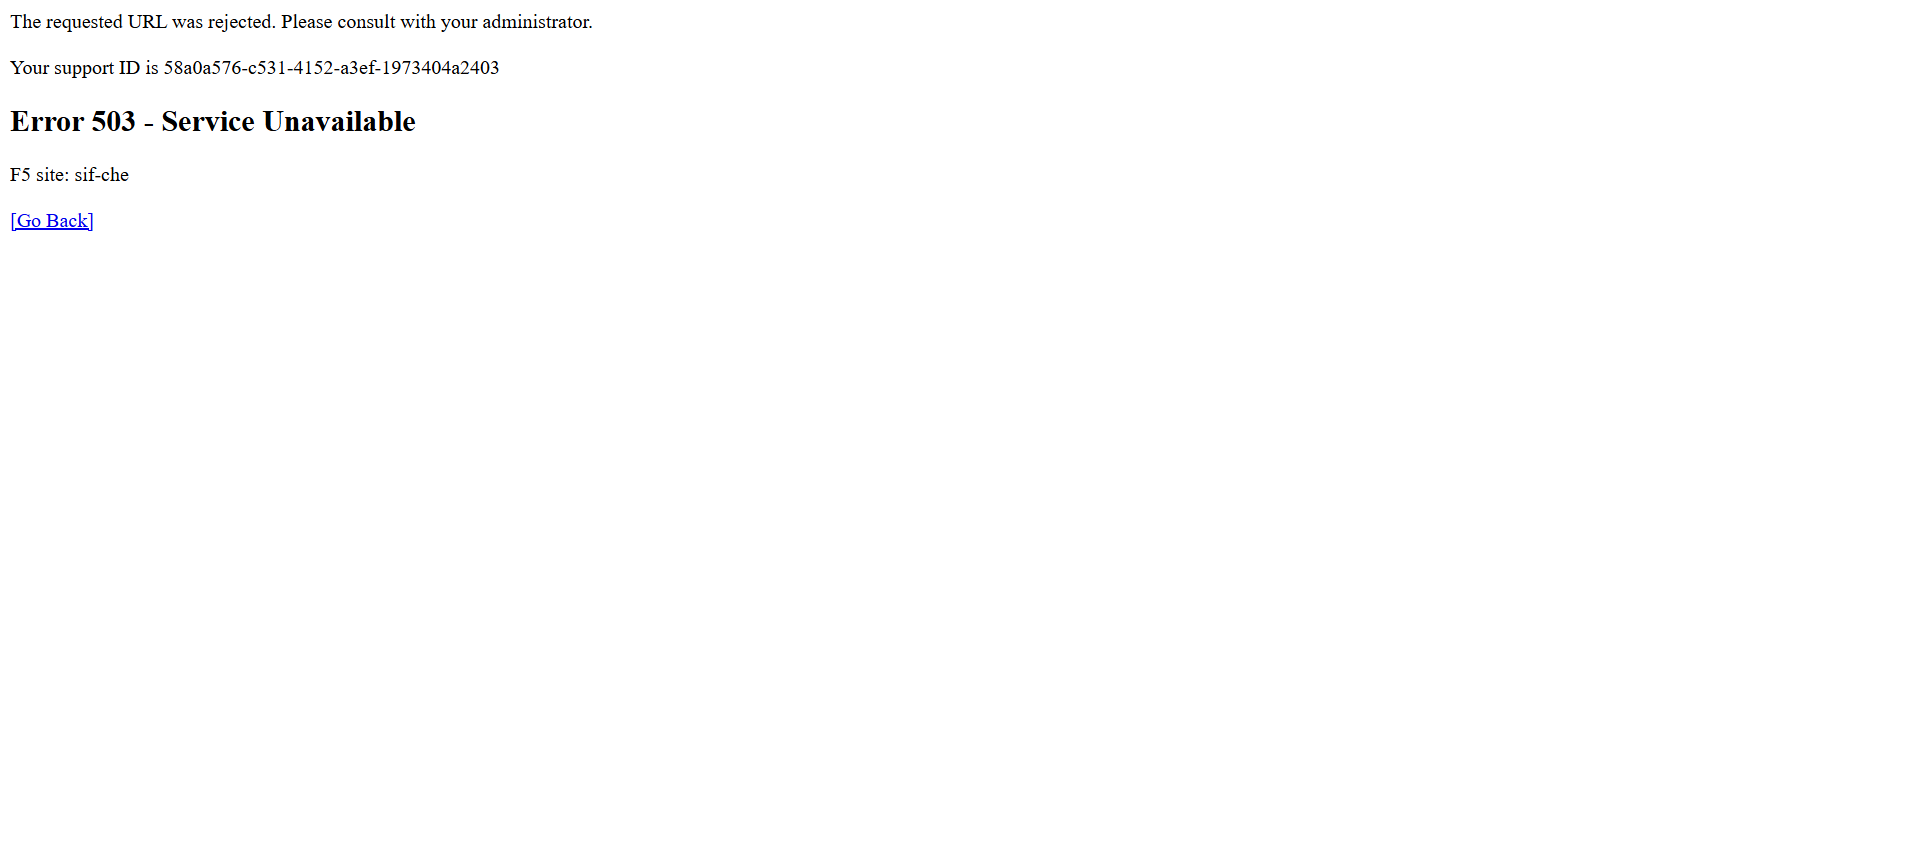 The requested URL was rejected. Please consult with your administrator.
Your support ID is 58a0a576-c531-4152-a3ef-1973404a2403
Error 503 - Service Unavailable
F5 site: sif-che
[Go Back]